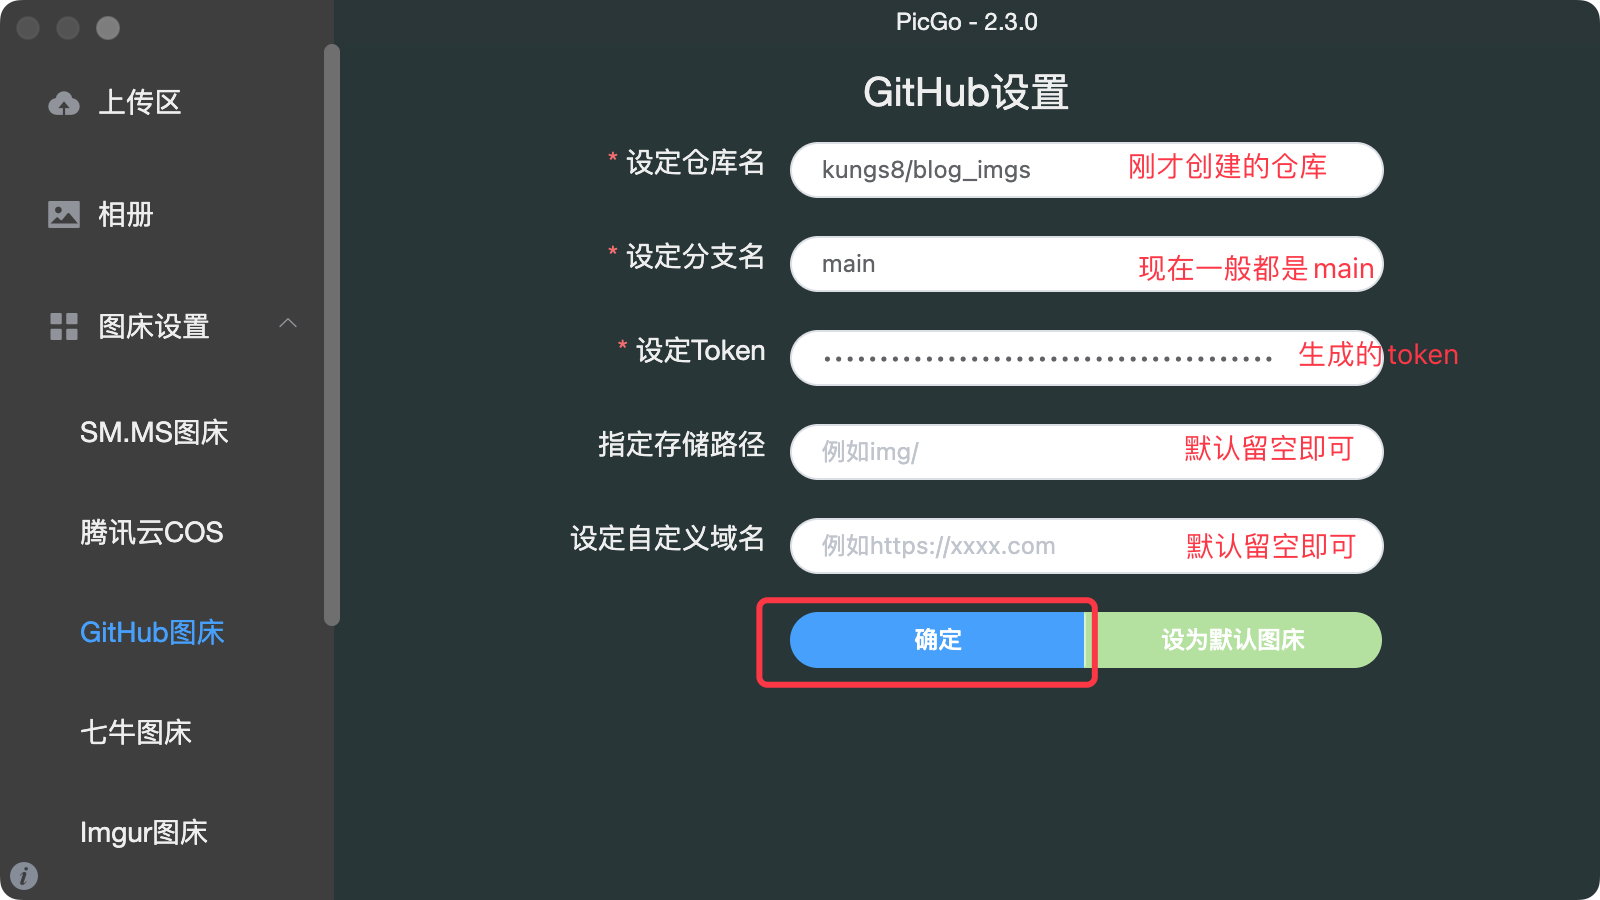 PicGo - 2.3.0
上传区
相册
图床设置
SM.MS图床
腾讯云COS
GitHub图床
七牛图床
Imgur图床
GitHub设置
* 设定仓库名 kungs8/blog_imgs 刚才创建的仓库
* 设定分支名 main 现在一般都是main
* 设定Token 生成的token
指定存储路径 例如img/ 默认留空即可
设定自定义域名 例如https://xxxx.com 默认留空即可
确定 设为默认图床